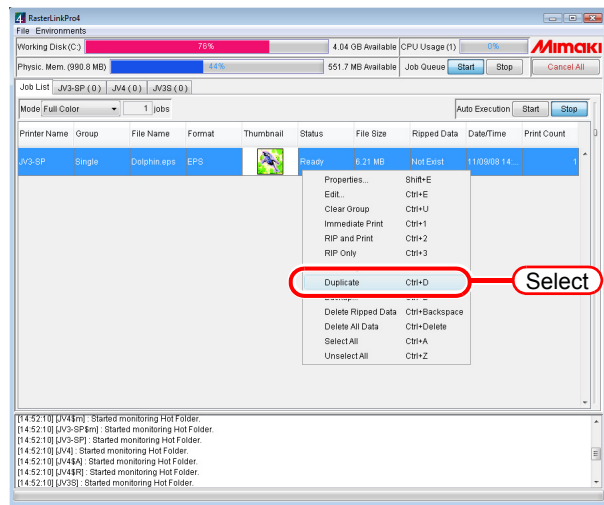 RasterLinkPro4
File Environments
Working Disk (C:) 76% 4.04 GB Available CPU Usage (1) 0% Mimaki
Physic. Mem. (990.8 MB) 44% 551.7 MB Available Job Queue Start Stop Cancel All
Job List JV3-SP ( 0 ) JV4 ( 0 ) JV3S ( 0 )
Mode Full Color 1 jobs Auto Execution Start Stop
Printer Name Group File Name Format Thumbnail Status File Size Ripped Data Date/Time Print Count
JV3-SP Single Dolphin.eps EPS Ready 6.21 MB Not Exist 11/09/08 14:... 1
Properties... Shift+E
Edit... Ctrl+E
Clear Group Ctrl+U
Immediate Print Ctrl+1
RIP and Print Ctrl+2
RIP Only Ctrl+3
Duplicate Ctrl+D Select
Delete Ripped Data Ctrl+Backspace
Delete All Data Ctrl+Delete
Select All Ctrl+A
Unselect All Ctrl+Z
[14:52:10] [JV4$m] : Started monitoring Hot Folder.
[14:52:10] [JV3-SP$m] : Started monitoring Hot Folder.
[14:52:10] [JV3-SP] : Started monitoring Hot Folder.
[14:52:10] [JV4] : Started monitoring Hot Folder.
[14:52:10] [JV4$A] : Started monitoring Hot Folder.
[14:52:10] [JV4$R] : Started monitoring Hot Folder.
[14:52:10] [JV3S] : Started monitoring Hot Folder.